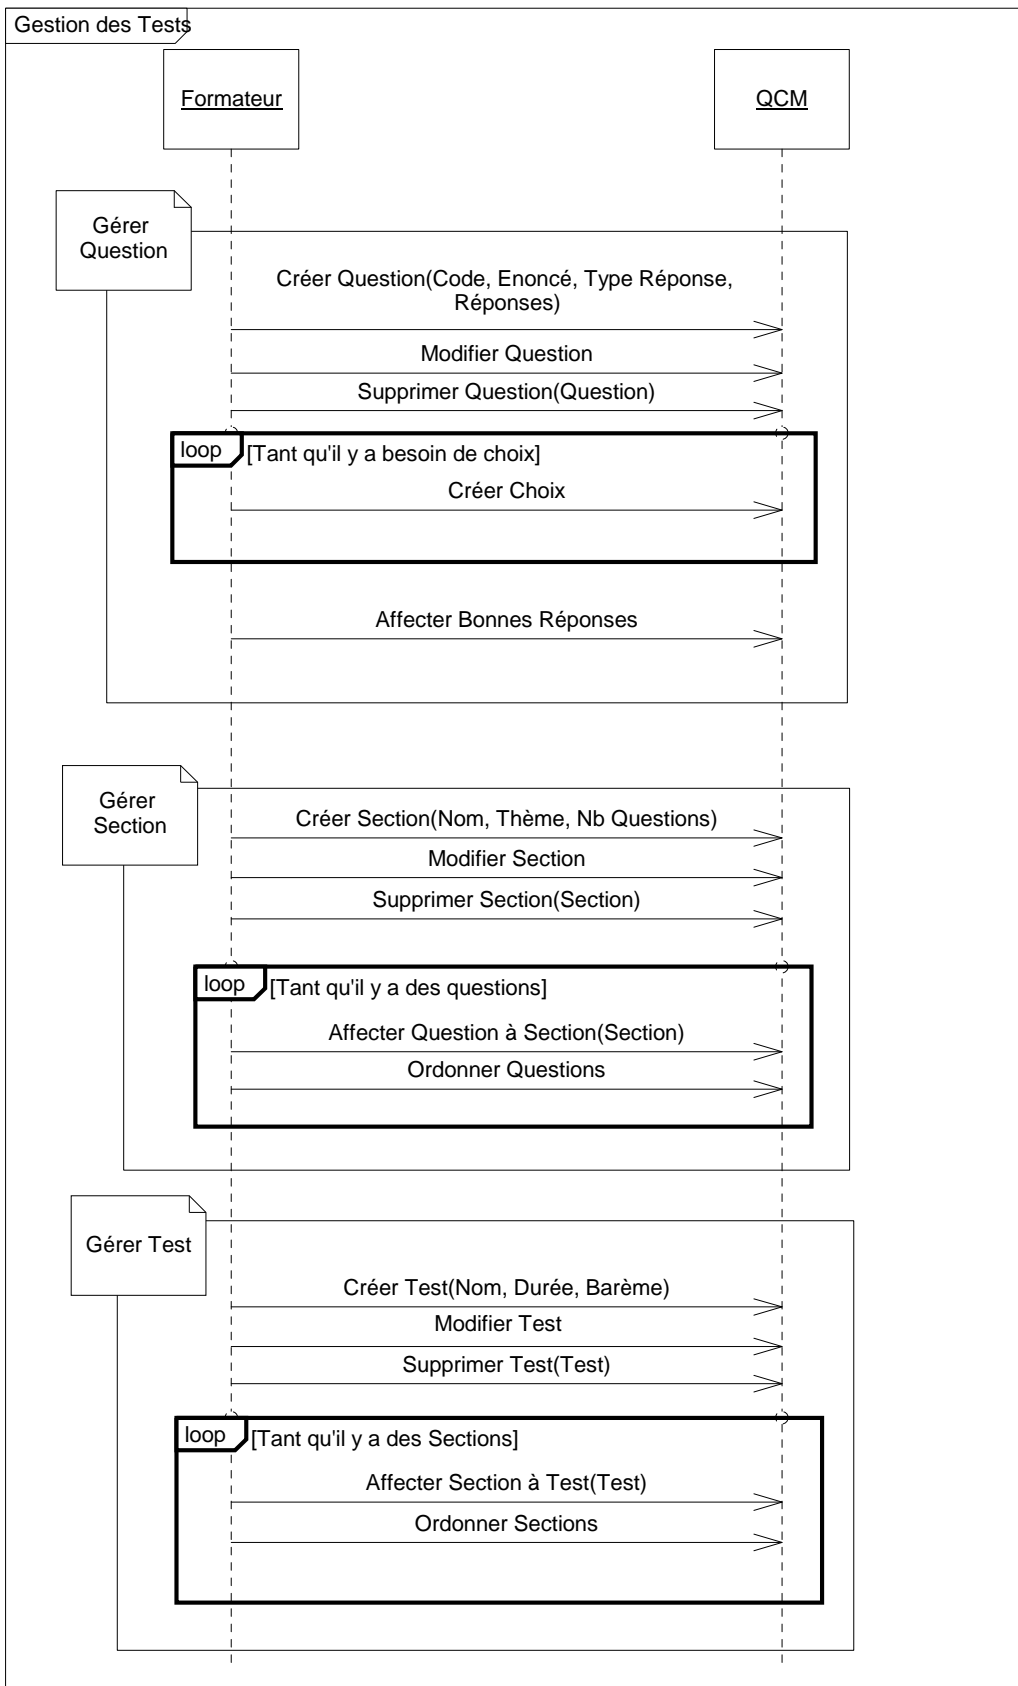 Gestion des Tests
Formateur
QCM
Gérer
Question
Créer Question(Code, Enoncé, Type Réponse,
Réponses)
Modifier Question
Supprimer Question(Question)
loop
[Tant qu'il y a besoin de choix]
Créer Choix
Affecter Bonnes Réponses
Gérer
Section
Créer Section(Nom, Thème, Nb Questions)
Modifier Section
Supprimer Section(Section)
loop
[Tant qu'il y a des questions]
Affecter Question à Section(Section)
Ordonner Questions
Gérer Test
Créer Test(Nom, Durée, Barème)
Modifier Test
Supprimer Test(Test)
loop
[Tant qu'il y a des Sections]
Affecter Section à Test(Test)
Ordonner Sections